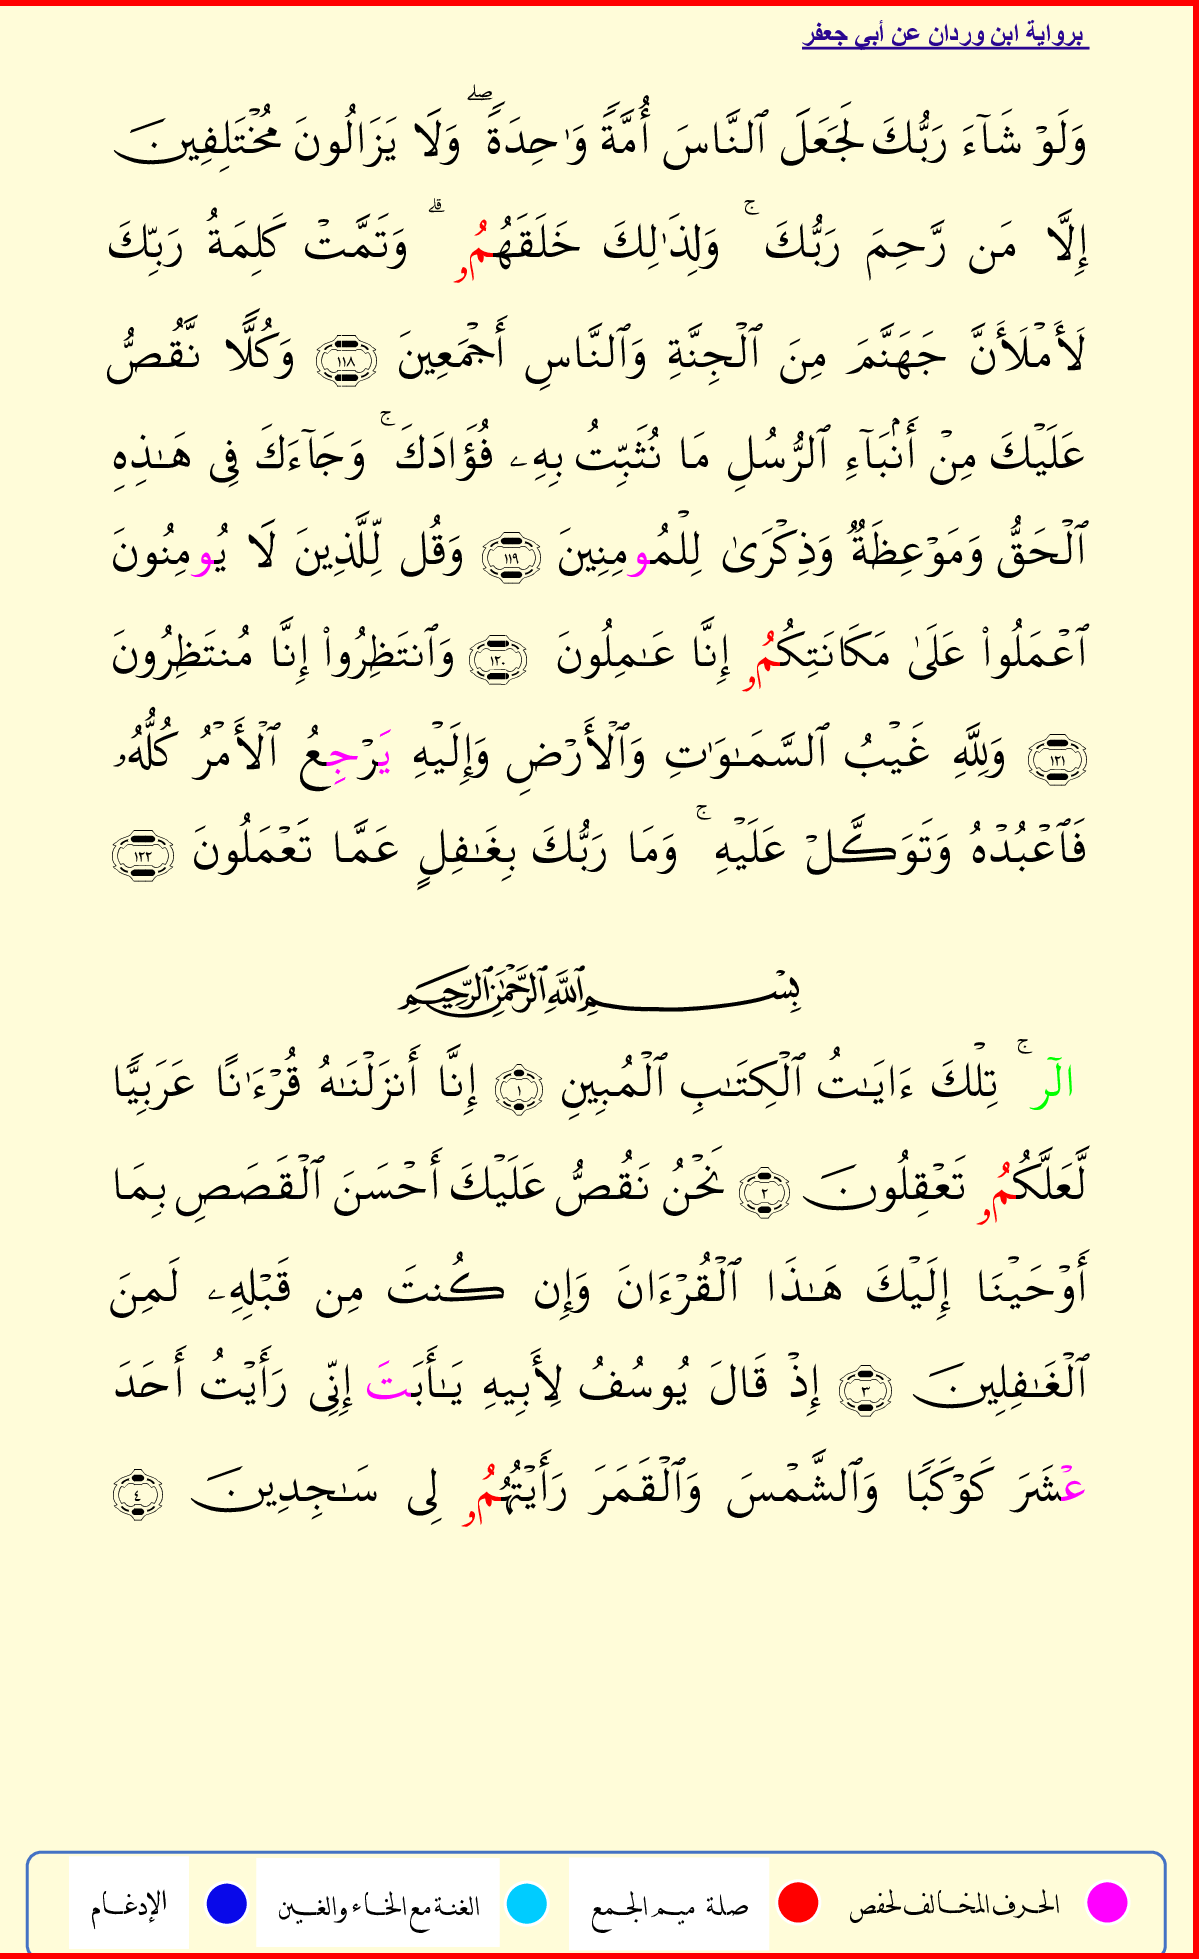 برواية ابن وردان عن أبي جعفر
وَلَوۡ شَآءَ رَبُّكَ لَجَعَلَ ٱلنَّاسَ أُمَّةٗ وَٰحِدَةٗۖ وَلَا يَزَالُونَ مُخۡتَلِفِينَ
إِلَّا مَن رَّحِمَ رَبُّكَۚ وَلِذَٰلِكَ خَلَقَهُمُۥۗ وَتَمَّتۡ كَلِمَةُ رَبِّكَ
لَأَمۡلَأَنَّ جَهَنَّمَ مِنَ ٱلۡجِنَّةِ وَٱلنَّاسِ أَجۡمَعِينَ ١١٨ وَكُلّٗا نَّقُصُّ
عَلَيۡكَ مِنۡ أَنۢبَآءِ ٱلرُّسُلِ مَا نُثَبِّتُ بِهِۦ فُؤَادَكَۚ وَجَآءَكَ فِي هَٰذِهِ
ٱلۡحَقُّ وَمَوۡعِظَةٞ وَذِكۡرَىٰ لِلۡمُومِنِينَ ١١٩ وَقُل لِّلَّذِينَ لَا يُومِنُونَ
ٱعۡمَلُواْ عَلَىٰ مَكَانَتِكُمُۥ إِنَّا عَٰمِلُونَ ١٢٠ وَٱنتَظِرُواْ إِنَّا مُنتَظِرُونَ
١٢١ وَلِلَّهِ غَيۡبُ ٱلسَّمَٰوَٰتِ وَٱلۡأَرۡضِ وَإِلَيۡهِ يَرۡجِعُ ٱلۡأَمۡرُ كُلُّهُۥ
فَٱعۡبُدۡهُ وَتَوَكَّلۡ عَلَيۡهِۚ وَمَا رَبُّكَ بِغَٰفِلٍ عَمَّا تَعۡمَلُونَ ١٢٢
بِسۡمِ ٱللَّهِ ٱلرَّحۡمَٰنِ ٱلرَّحِيمِ
الٓرۚ تِلۡكَ ءَايَٰتُ ٱلۡكِتَٰبِ ٱلۡمُبِينِ ١ إِنَّا أَنزَلۡنَٰهُ قُرۡءَٰنًا عَرَبِيّٗا
لَّعَلَّكُمُۥ تَعۡقِلُونَ ٢ نَحۡنُ نَقُصُّ عَلَيۡكَ أَحۡسَنَ ٱلۡقَصَصِ بِمَا
أَوۡحَيۡنَا إِلَيۡكَ هَٰذَا ٱلۡقُرۡءَانَ وَإِن كُنتَ مِن قَبۡلِهِۦ لَمِنَ
ٱلۡغَٰفِلِينَ ٣ إِذۡ قَالَ يُوسُفُ لِأَبِيهِ يَٰأَبَتَ إِنِّي رَأَيۡتُ أَحَدَ
عۡشَرَ كَوۡكَبٗا وَٱلشَّمۡسَ وَٱلۡقَمَرَ رَأَيۡتُهُمُۥ لِي سَٰجِدِينَ ٤
الحرف المخالف لحفص صلة ميم الجمع الغنة مع الخاء والغين الإدغام